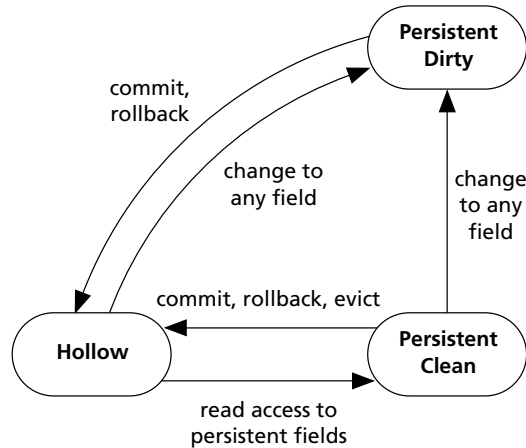 Persistent
Dirty
commit,
rollback
change to
any field
change
to any
field
commit, rollback, evict
Hollow
Persistent
Clean
read access to
persistent fields